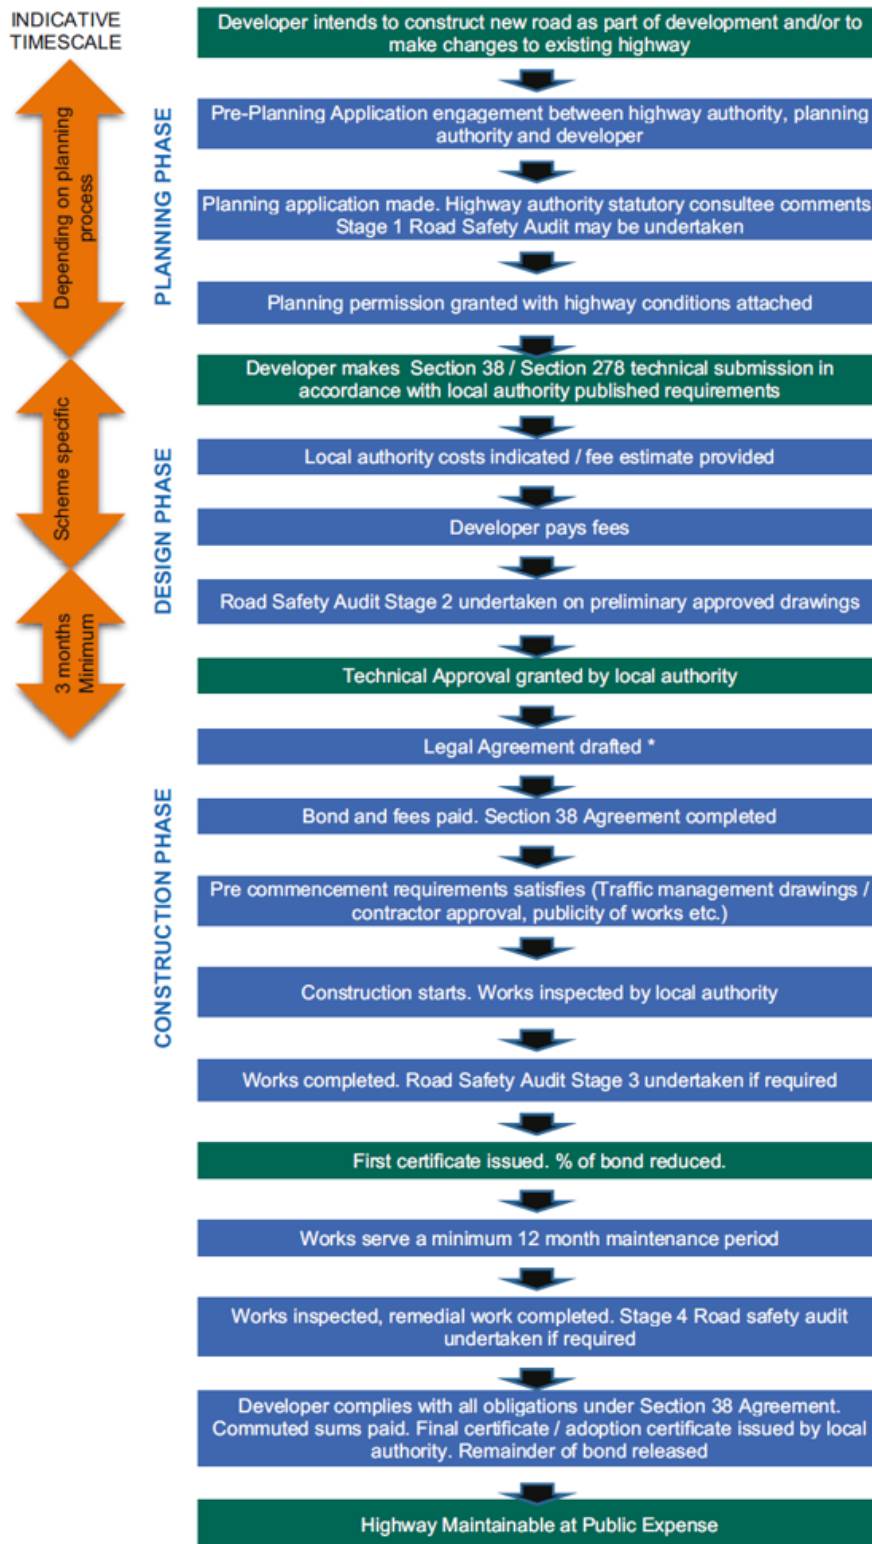 INDICATIVE
TIMESCALE
Developer intends to construct new road as part of development and/or to
make changes to existing highway
Depending on planning
process
PLANNING PHASE
Pre-Planning Application engagement between highway authority, planning
authority and developer
Planning application made. Highway authority statutory consultee comments
Stage 1 Road Safety Audit may be undertaken
Planning permission granted with highway conditions attached
Scheme specific
DESIGN PHASE
Developer makes Section 38 / Section 278 technical submission in
accordance with local authority published requirements
Local authority costs indicated / fee estimate provided
Developer pays fees
3 months
Minimum
Road Safety Audit Stage 2 undertaken on preliminary approved drawings
Technical Approval granted by local authority
Legal Agreement drafted *
CONSTRUCTION PHASE
Bond and fees paid. Section 38 Agreement completed
Pre commencement requirements satisfies (Traffic management drawings /
contractor approval, publicity of works etc.)
Construction starts. Works inspected by local authority
Works completed. Road Safety Audit Stage 3 undertaken if required
First certificate issued. % of bond reduced.
Works serve a minimum 12 month maintenance period
Works inspected, remedial work completed. Stage 4 Road safety audit
undertaken if required
Developer complies with all obligations under Section 38 Agreement.
Commuted sums paid. Final certificate / adoption certificate issued by local
authority. Remainder of bond released
Highway Maintainable at Public Expense